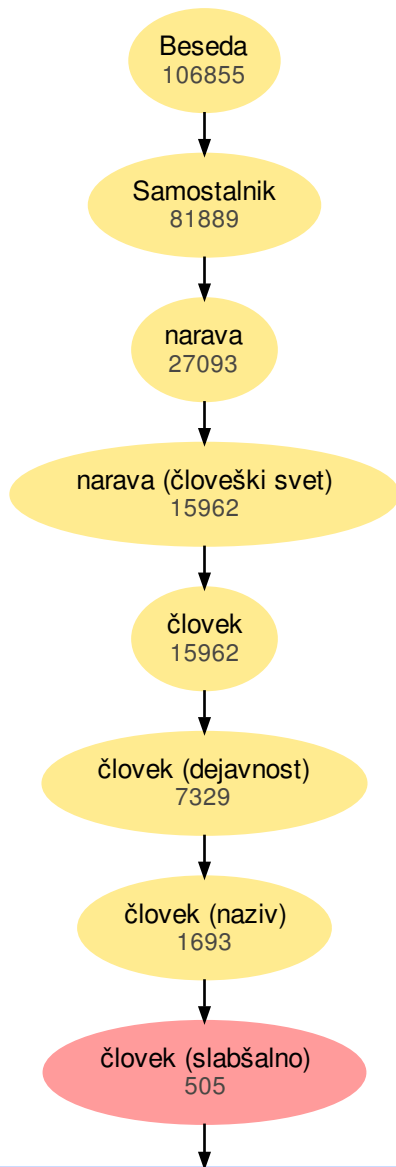 Beseda
106855
Samostalnik
81889
narava
27093
narava (človeški svet)
15962
človek
15962
človek (dejavnost)
7329
človek (naziv)
1693
človek (slabšalno)
505